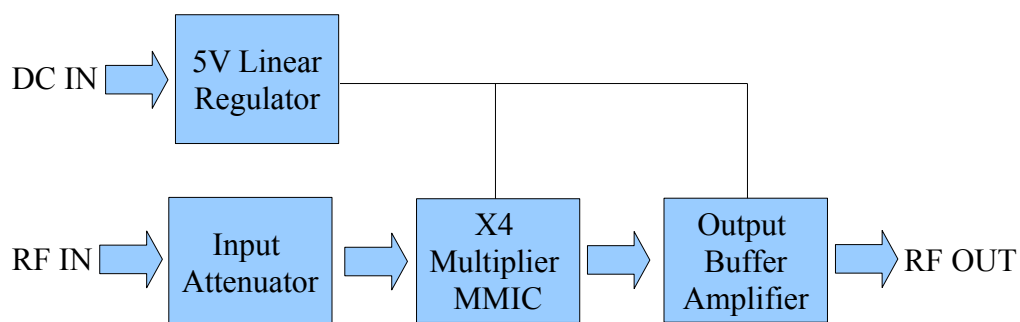 DC IN
5V Linear
Regulator
RF IN
Input
Attenuator
X4
Multiplier
MMIC
Output
Buffer
Amplifier
RF OUT